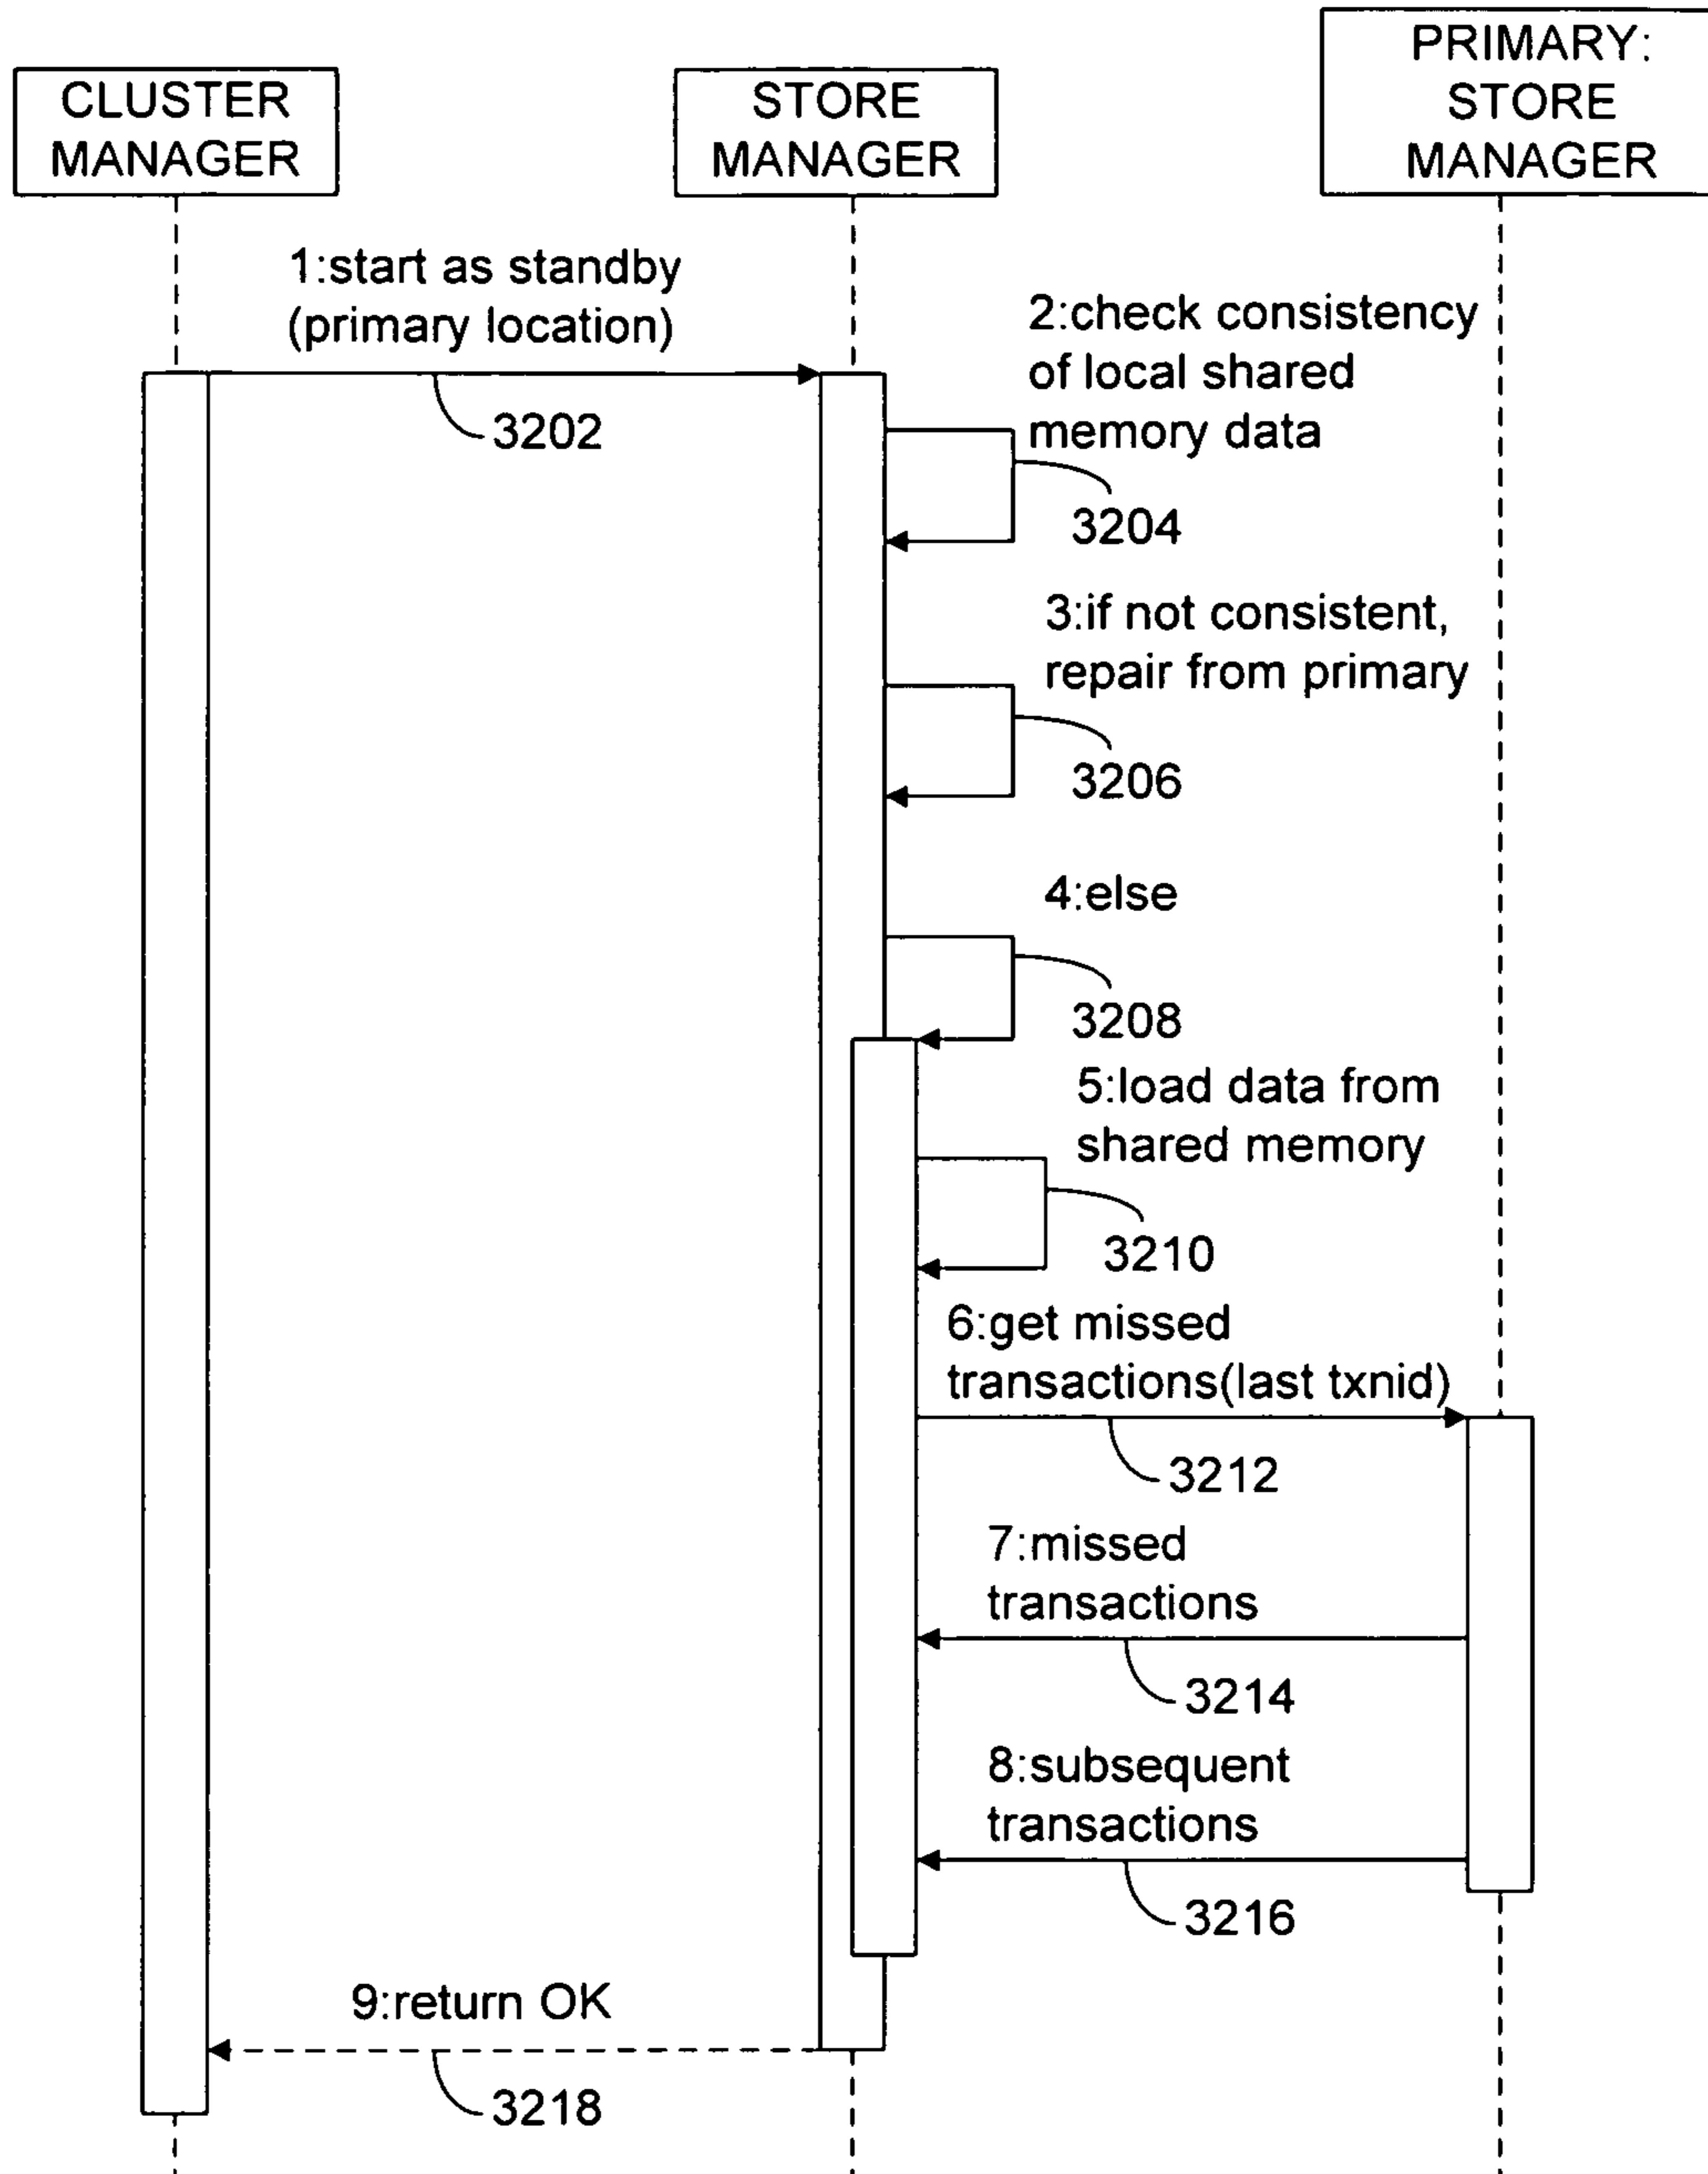 CLUSTER
MANAGER
STORE
MANAGER
PRIMARY:
STORE
MANAGER
1:start as standby
(primary location)
3202
2:check consistency
of local shared
memory data
3204
3:if not consistent,
repair from primary
3206
4:else
3208
5:load data from
shared memory
3210
6:get missed
transactions(last txnid)
3212
7:missed
transactions
3214
8:subsequent
transactions
3216
9:return OK
3218